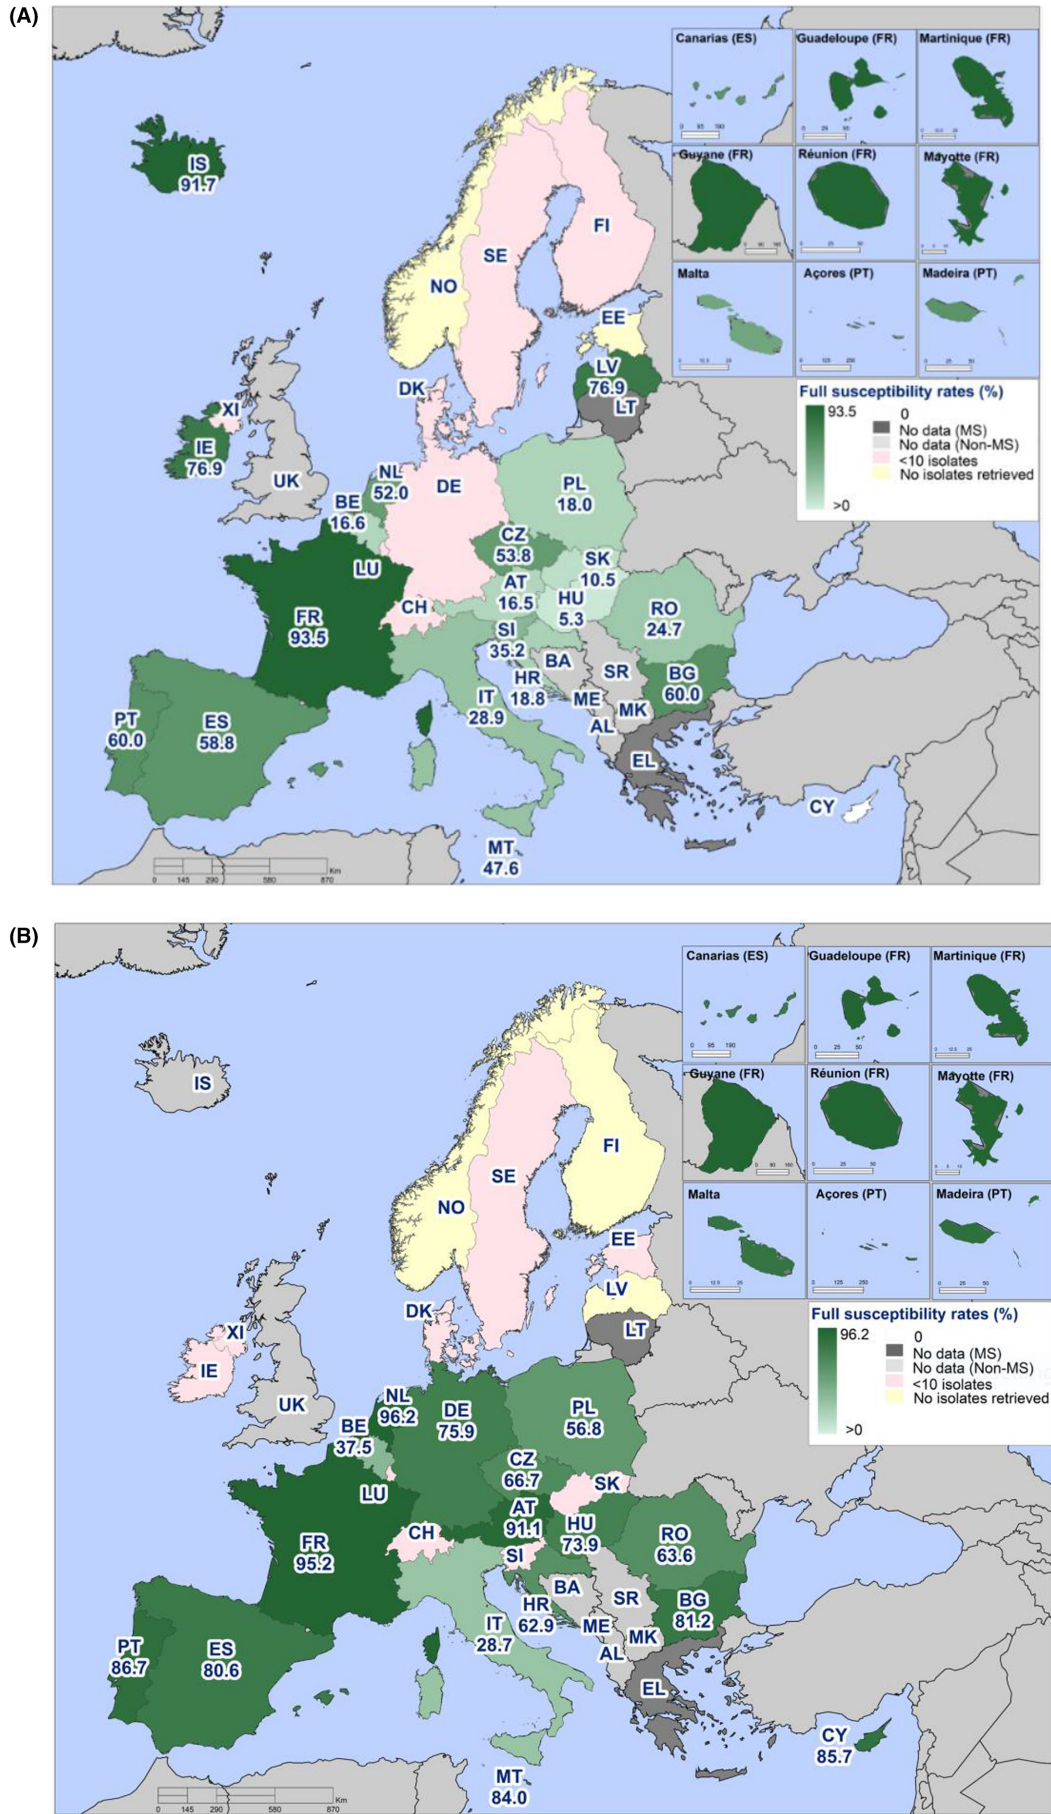 (A)
Canarias (ES)
Guadeloupe (FR)
Martinique (FR)
Guyane (FR)
Réunion (FR)
Mayotte (FR)
Malta
Açores (PT)
Madeira (PT)
Full susceptibility rates (%)
93.5
>0
0
No data (MS)
No data (Non-MS)
<10 isolates
No isolates retrieved
IS
91.7
FI
SE
NO
EE
LV
76.9
LT
DK
XI
IE
76.9
UK
NL
52.0
BE
16.6
DE
PL
18.0
CZ
53.8
LU
SK
10.5
AT
16.5
HU
5.3
CH
RO
24.7
FR
93.5
SI
35.2
BA
SR
BG
60.0
HR
18.8
ME
MK
AL
IT
28.9
PT
60.0
ES
58.8
EL
CY
MT
47.6
0 145 290 580 870
Km
(B)
Canarias (ES)
Guadeloupe (FR)
Martinique (FR)
Guyane (FR)
Réunion (FR)
Mayotte (FR)
Malta
Açores (PT)
Madeira (PT)
Full susceptibility rates (%)
96.2
>0
0
No data (MS)
No data (Non-MS)
<10 isolates
No isolates retrieved
IS
FI
SE
NO
EE
LV
LT
DK
XI
IE
UK
NL
96.2
BE
37.5
DE
75.9
PL
56.8
CZ
66.7
LU
SK
AT
91.1
HU
73.9
CH
RO
63.6
FR
95.2
SI
BA
SR
BG
81.2
HR
62.9
ME
MK
AL
IT
28.7
PT
86.7
ES
80.6
EL
CY
85.7
MT
84.0
0 145 290 580 870
Km